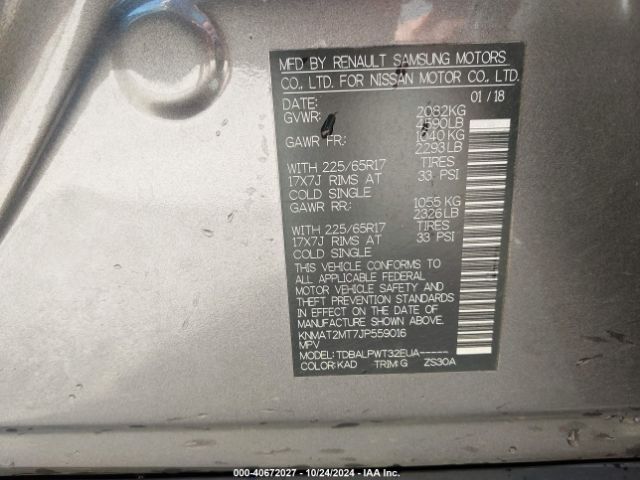 MFD BY RENAULT SAMSUNG MOTORS
CO., LTD. FOR NISSAN MOTOR CO., LTD.
DATE: 01 / 18
GVWR: 2082KG
4590LB
GAWR FR: 1040 KG
2293 LB
WITH 225/65R17 TIRES
17X7J RIMS AT 33 PSI
COLD SINGLE
GAWR RR: 1055 KG
2326 LB
WITH 225/65R17 TIRES
17X7J RIMS AT 33 PSI
COLD SINGLE
THIS VEHICLE CONFORMS TO
ALL APPLICABLE FEDERAL
MOTOR VEHICLE SAFETY AND
THEFT PREVENTION STANDARDS
IN EFFECT ON THE DATE OF
MANUFACTURE SHOWN ABOVE.
KNMAT2MT7JP559016
MPV
MODEL: TDBALPWT32EUA-----
COLOR: KAD TRIM: G ZS30A
000-40672027 - 10/24/2024 - IAA Inc.